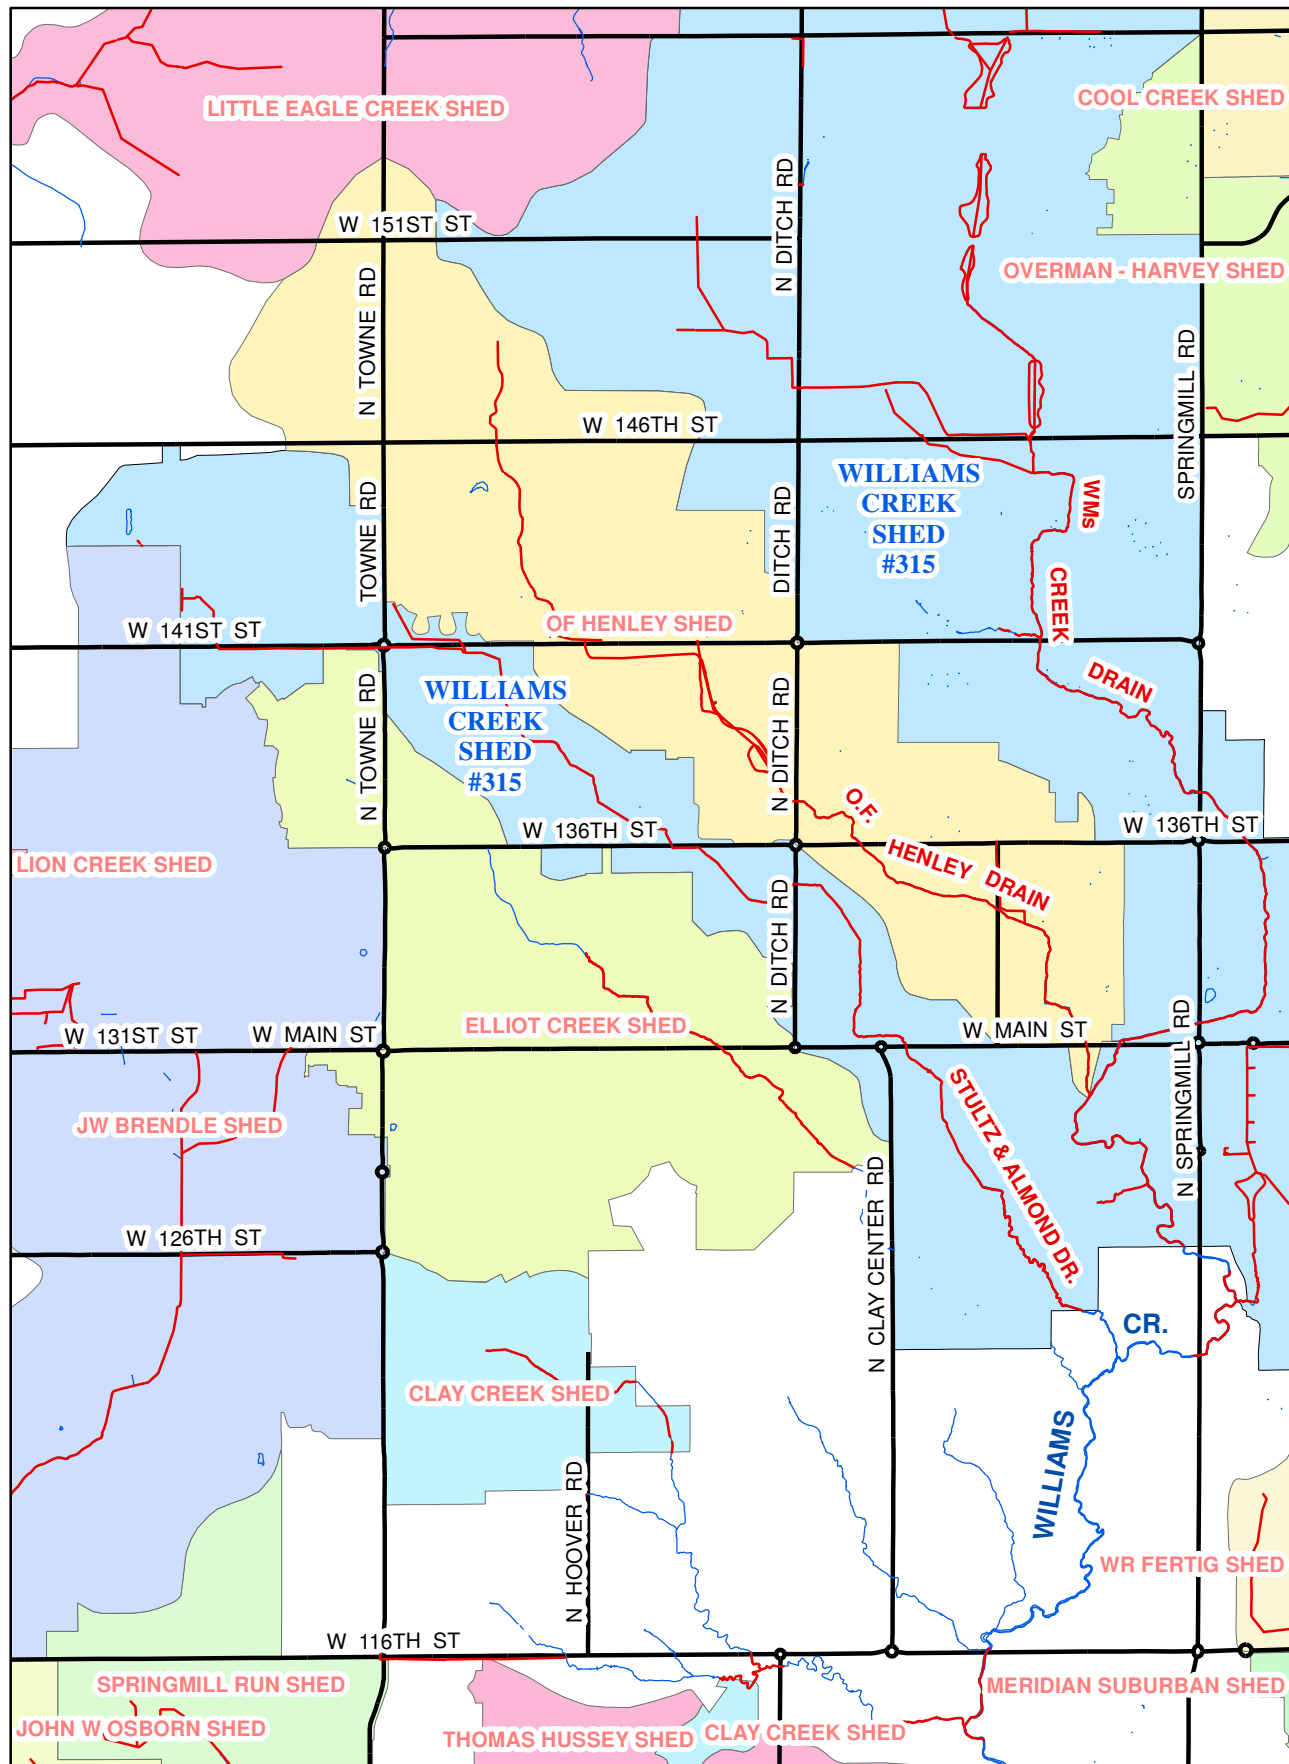 LITTLE EAGLE CREEK SHED
COOL CREEK SHED
W 151ST ST
N DITCH RD
OVERMAN - HARVEY SHED
N TOWNE RD
SPRINGMILL RD
W 146TH ST
WILLIAMS
CREEK
SHED
#315
WMs
CREEK
DRAIN
TOWNE RD
DITCH RD
W 141ST ST
OF HENLEY SHED
WILLIAMS
CREEK
SHED
#315
N TOWNE RD
N DITCH RD
O.F.
HENLEY DRAIN
W 136TH ST
W 136TH ST
LION CREEK SHED
N DITCH RD
ELLIOT CREEK SHED
W 131ST ST
W MAIN ST
W MAIN ST
N SPRINGMILL RD
STULTZ & ALMOND DR.
JW BRENDLE SHED
W 126TH ST
N CLAY CENTER RD
CR.
WILLIAMS
CLAY CREEK SHED
N HOOVER RD
WR FERTIG SHED
W 116TH ST
SPRINGMILL RUN SHED
MERIDIAN SUBURBAN SHED
JOHN W OSBORN SHED
THOMAS HUSSEY SHED
CLAY CREEK SHED